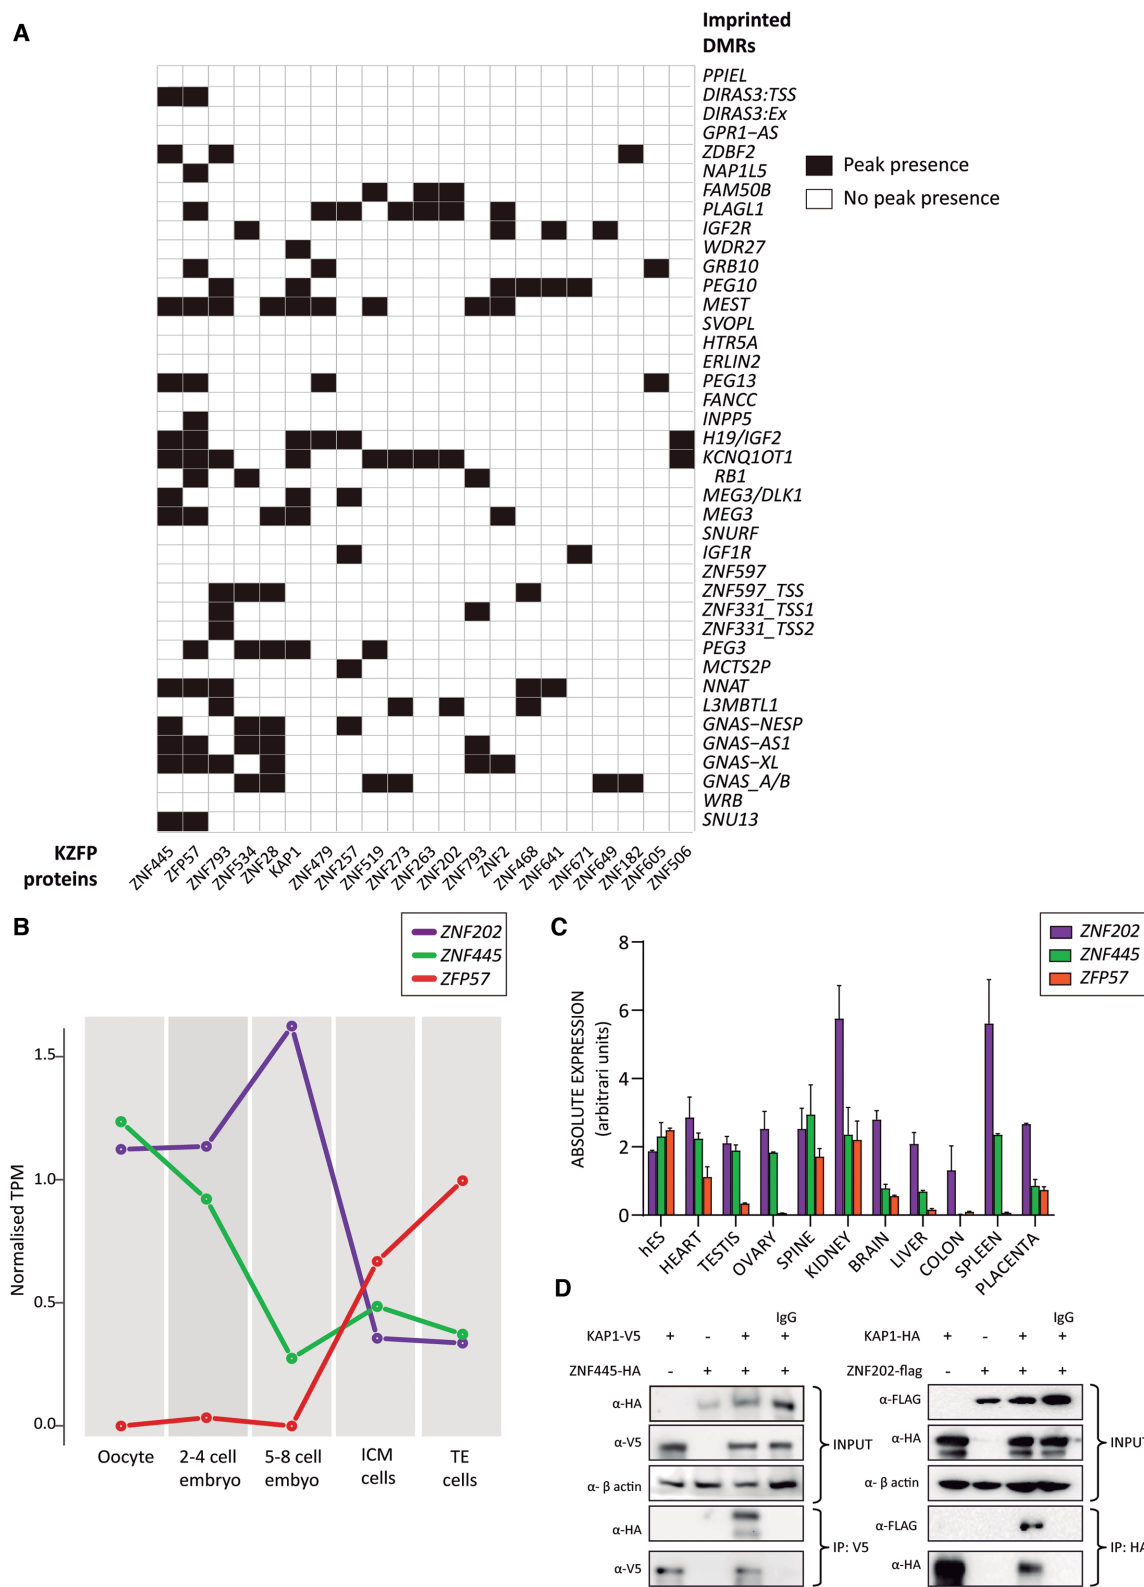 A
Imprinted
DMRs
PPIEL
DIRAS3:TSS
DIRAS3:Ex
GPR1−AS
ZDBF2
NAP1L5
FAM50B
PLAGL1
IGF2R
WDR27
GRB10
PEG10
MEST
SVOPL
HTR5A
ERLIN2
PEG13
FANCC
INPP5
H19/IGF2
KCNQ1OT1
RB1
MEG3/DLK1
MEG3
SNURF
IGF1R
ZNF597
ZNF597_TSS
ZNF331_TSS1
ZNF331_TSS2
PEG3
MCTS2P
NNAT
L3MBTL1
GNAS−NESP
GNAS−AS1
GNAS−XL
GNAS_A/B
WRB
SNU13
Peak presence
No peak presence
KZFP
proteins
ZNF445
ZFP57
ZNF793
ZNF534
ZNF28
KAP1
ZNF479
ZNF257
ZNF519
ZNF273
ZNF263
ZNF202
ZNF793
ZNF2
ZNF468
ZNF641
ZNF671
ZNF649
ZNF182
ZNF605
ZNF506
B
ZNF202
ZNF445
ZFP57
Normalised TPM
1.5
1.0
0.5
0.0
Oocyte
2-4 cell
embryo
5-8 cell
embyo
ICM
cells
TE
cells
C
ZNF202
ZNF445
ZFP57
ABSOLUTE EXPRESSION
(arbitrari units)
8
6
4
2
0
hES
HEART
TESTIS
OVARY
SPINE
KIDNEY
BRAIN
LIVER
COLON
SPLEEN
PLACENTA
D
IgG
KAP1-V5 + - + +
ZNF445-HA - + + +
α-HA
α-V5
α- β actin
INPUT
α-HA
α-V5
IP: V5
IgG
KAP1-HA + - + +
ZNF202-flag - + + +
α-FLAG
α-HA
α- β actin
INPUT
α-FLAG
α-HA
IP: HA